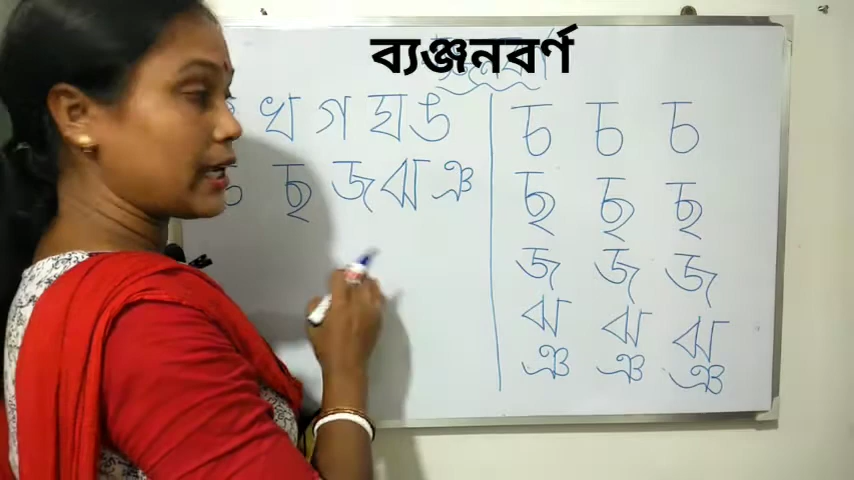 ব্যঞ্জনবর্ণ
খ গ ঘ ঙ
ছ জ ঝ ঞ
চ চ চ
ছ ছ ছ
জ জ জ
ঝ ঝ ঝ
ঞ ঞ ঞ